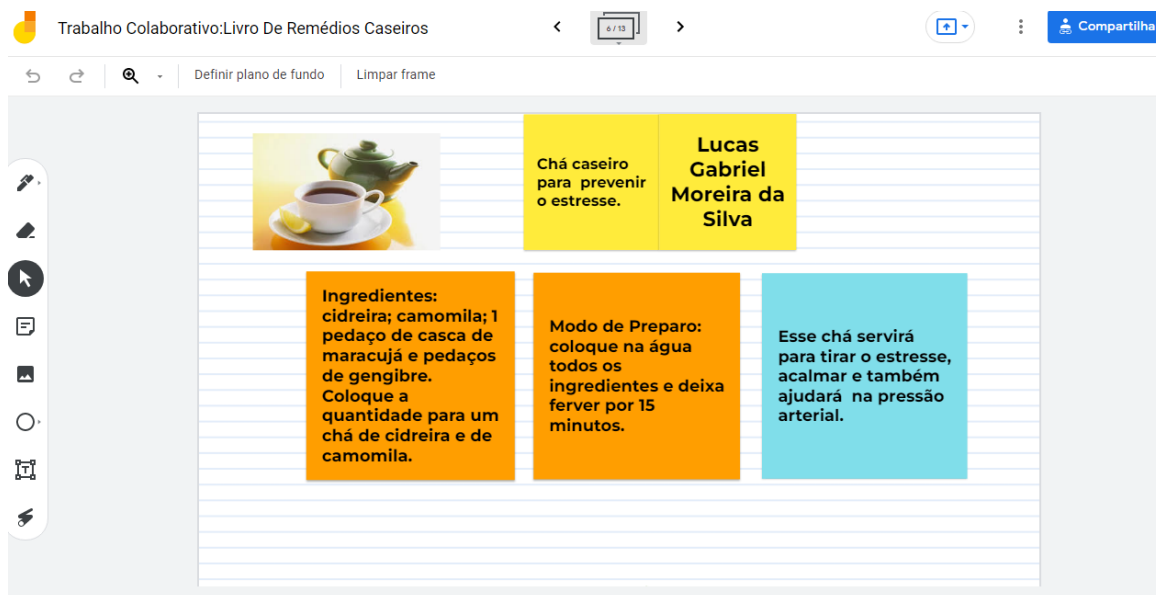 Trabalho Colaborativo:Livro De Remédios Caseiros
6 / 13
Compartilha
Definir plano de fundo
Limpar frame
Chá caseiro
para prevenir
o estresse.
Lucas
Gabriel
Moreira da
Silva
Ingredientes:
cidreira; camomila; 1
pedaço de casca de
maracujá e pedaços
de gengibre.
Coloque a
quantidade para um
chá de cidreira e de
camomila.
Modo de Preparo:
coloque na água
todos os
ingredientes e deixa
ferver por 15
minutos.
Esse chá servirá
para tirar o estresse,
acalmar e também
ajudará na pressão
arterial.